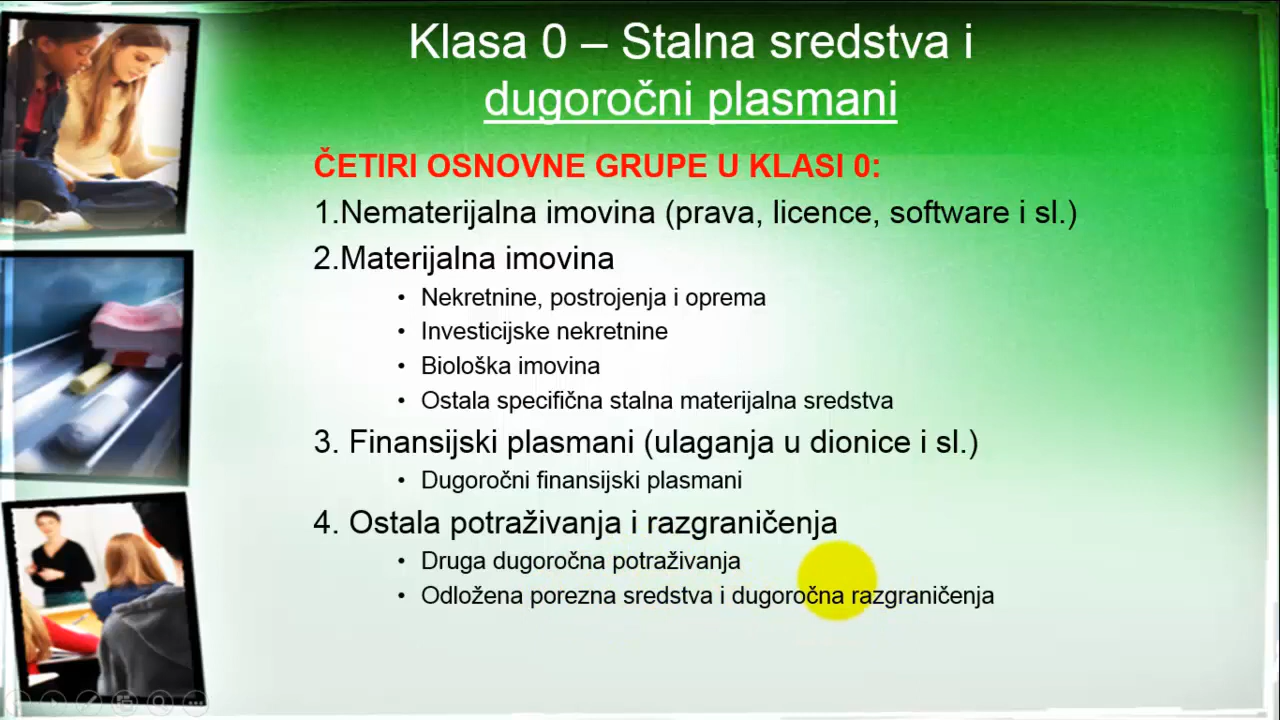 Klasa 0 – Stalna sredstva i
dugoročni plasmani
ČETIRI OSNOVNE GRUPE U KLASI 0:
1.Nematerijalna imovina (prava, licence, software i sl.)
2.Materijalna imovina
• Nekretnine, postrojenja i oprema
• Investicijske nekretnine
• Biološka imovina
• Ostala specifična stalna materijalna sredstva
3. Finansijski plasmani (ulaganja u dionice i sl.)
• Dugoročni finansijski plasmani
4. Ostala potraživanja i razgraničenja
• Druga dugoročna potraživanja
• Odložena porezna sredstva i dugoročna razgraničenja